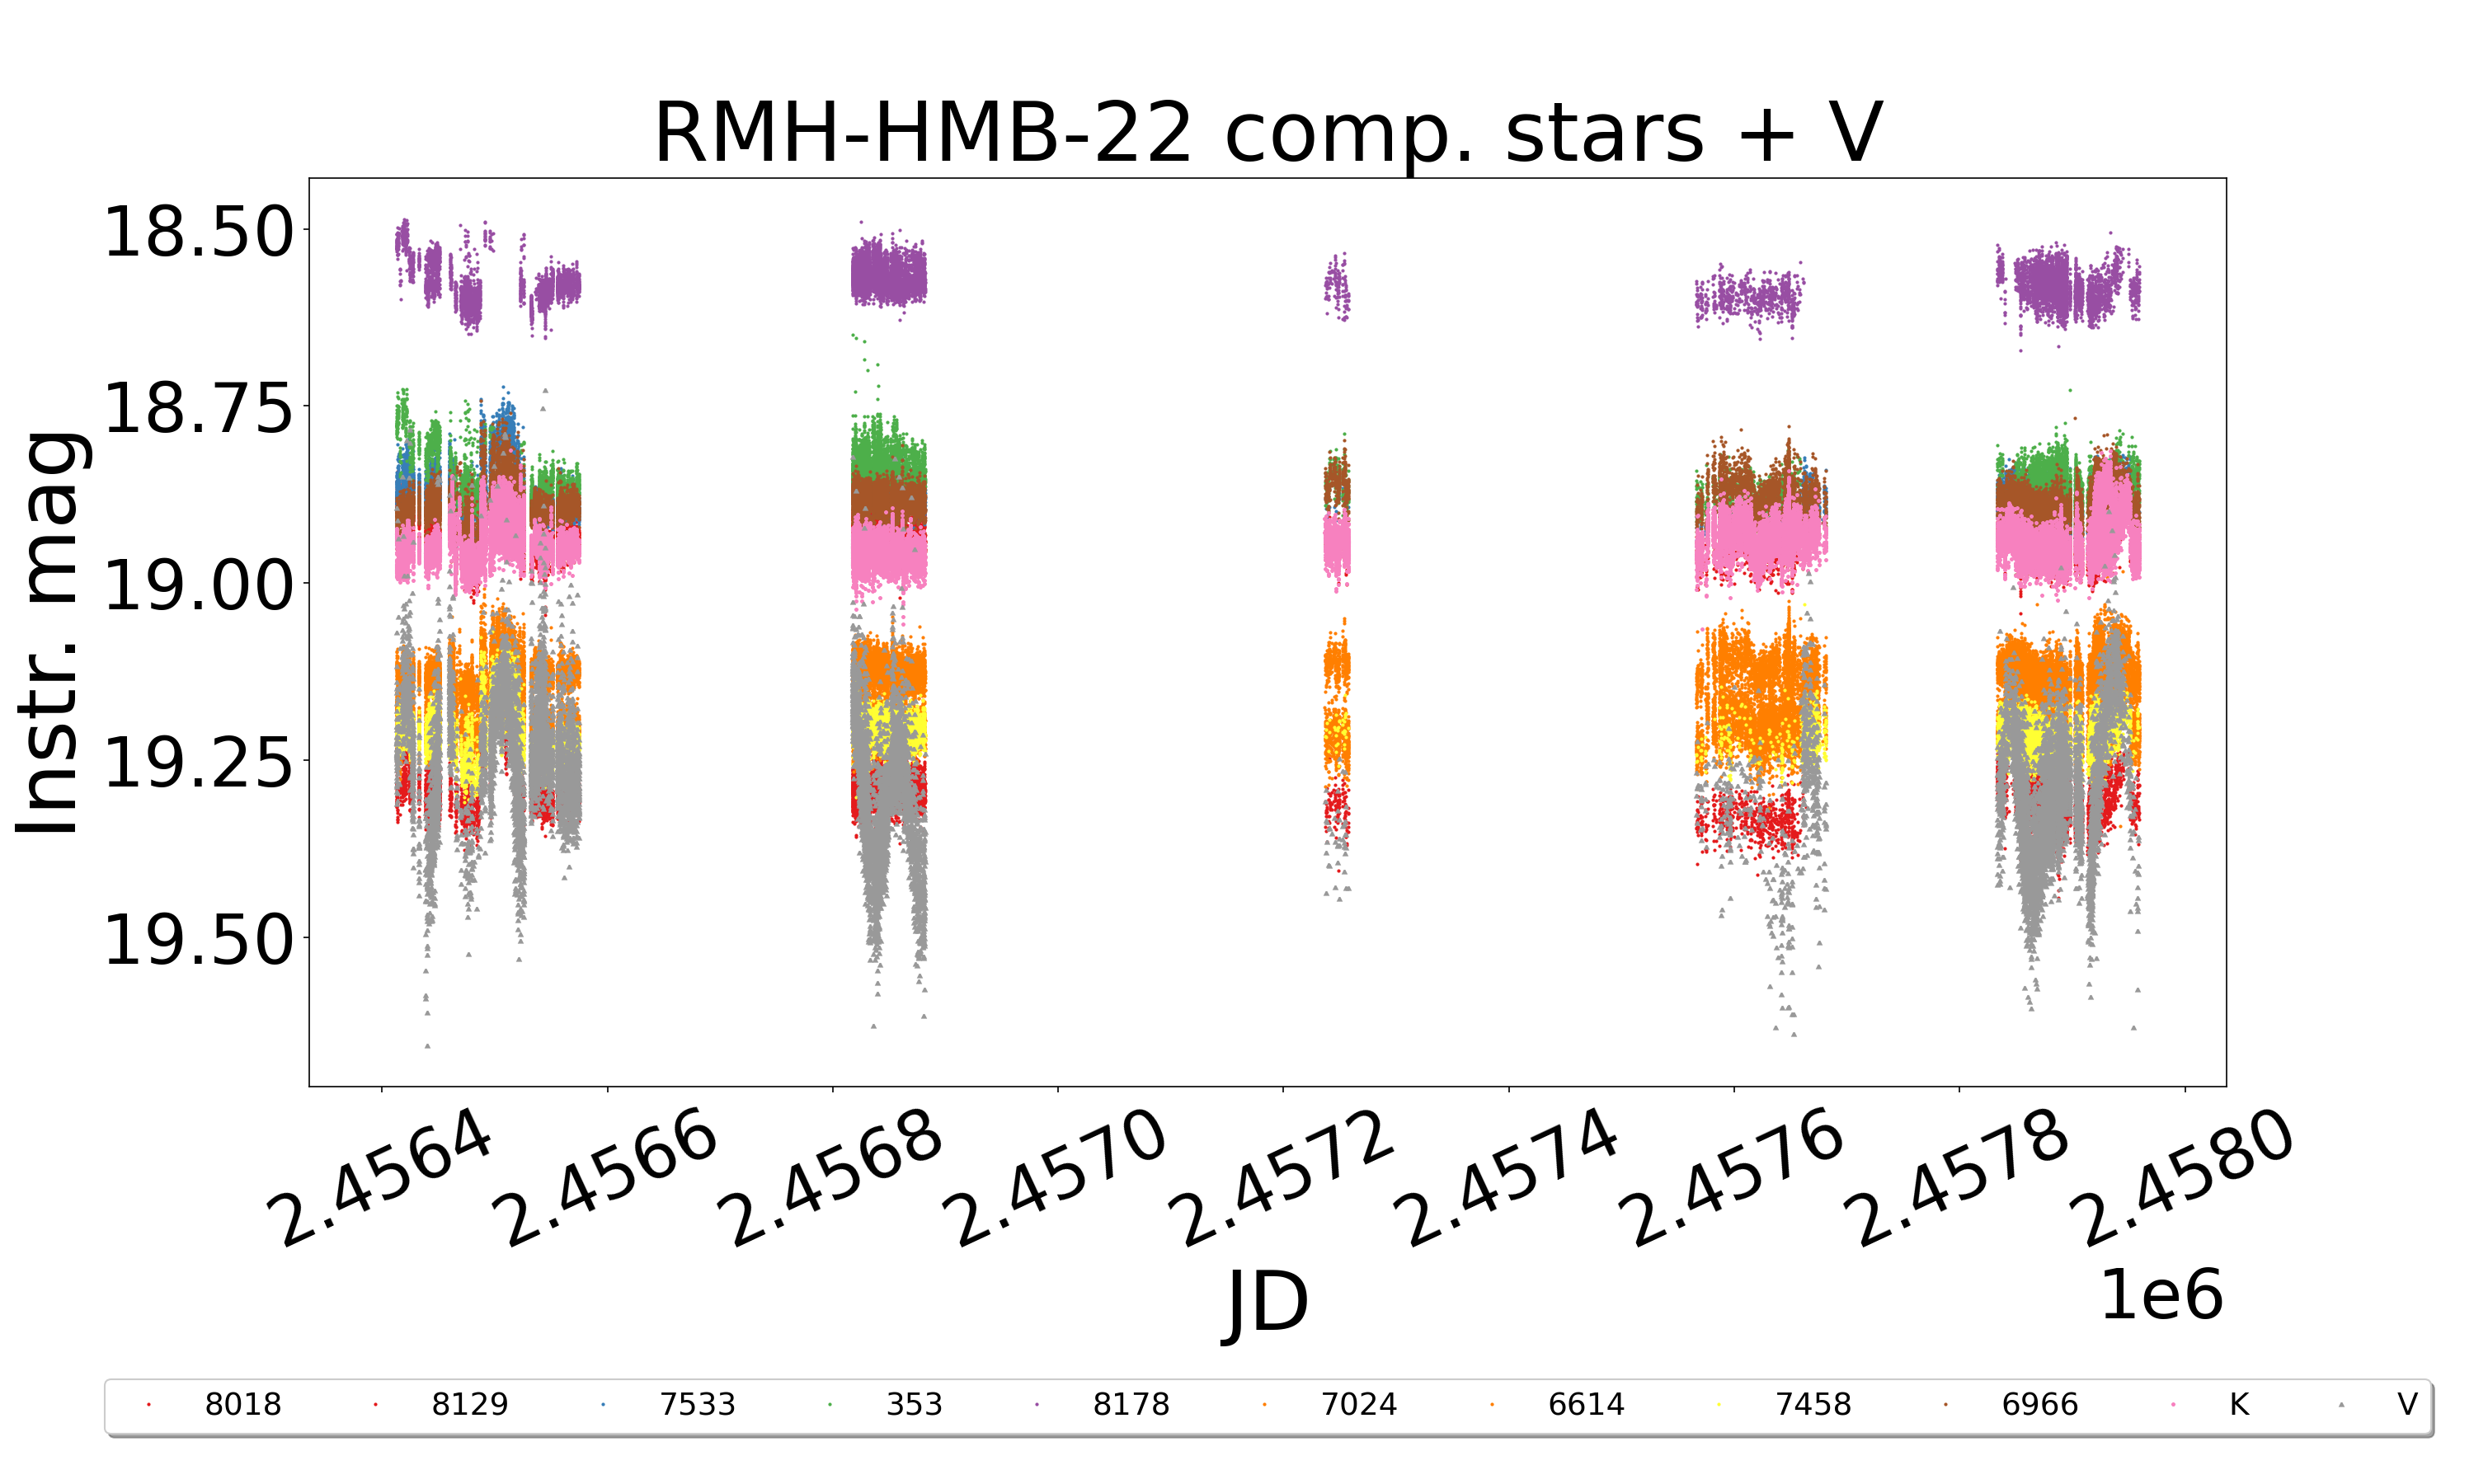 RMH-HMB-22 comp. stars + V
Instr. mag
18.50
18.75
19.00
19.25
19.50
2.4564 2.4566 2.4568 2.4570 2.4572 2.4574 2.4576 2.4578 2.4580
JD
1e6
8018 8129 7533 353 8178 7024 6614 7458 6966 K V